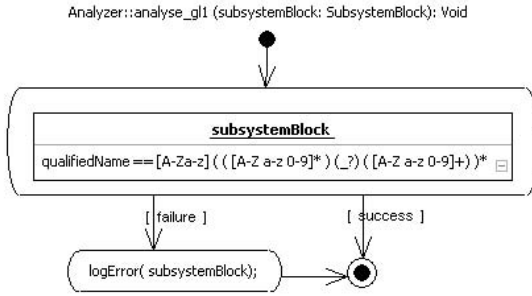 Analyzer::analyse_gl1 (subsystemBlock: SubsystemBlock): Void
subsystemBlock
qualifiedName == [A-Za-z] ( ( [A-Z a-z 0-9]* ) (_?) ( [A-Z a-z 0-9]+) )*
[ failure ]
[ success ]
logError( subsystemBlock);